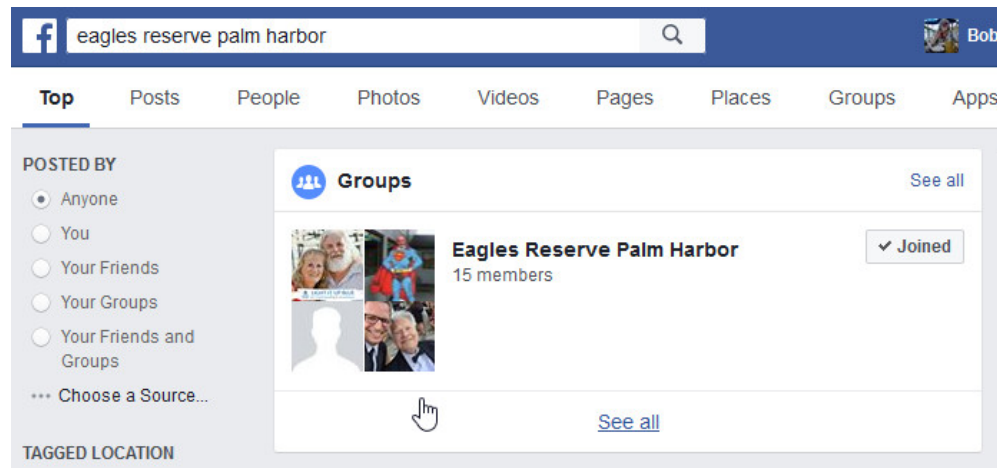 f eagles reserve palm harbor Bob
Top Posts People Photos Videos Pages Places Groups Apps
POSTED BY
Anyone
You
Your Friends
Your Groups
Your Friends and
Groups
Choose a Source...
TAGGED LOCATION
Groups See all
Eagles Reserve Palm Harbor
15 members
Joined
See all